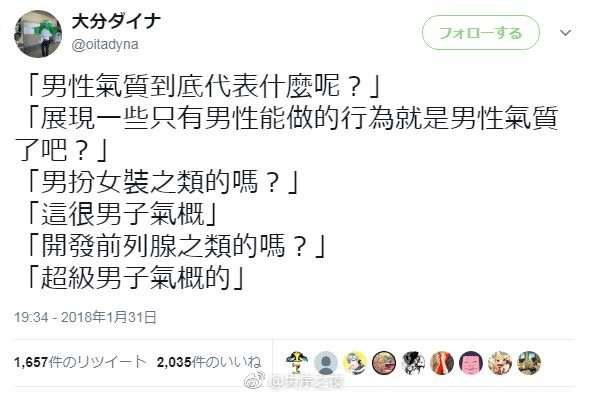 大分ダイナ
@oitadyna
フォローする
「男性氣質到底代表什麼呢？」
「展現一些只有男性能做的行為就是男性氣質
了吧？」
「男扮女裝之類的嗎？」
「這很男子氣概」
「開發前列腺之類的嗎？」
「超級男子氣概的」
19:34 - 2018年1月31日
1,657件のリツイート 2,035件のいいね